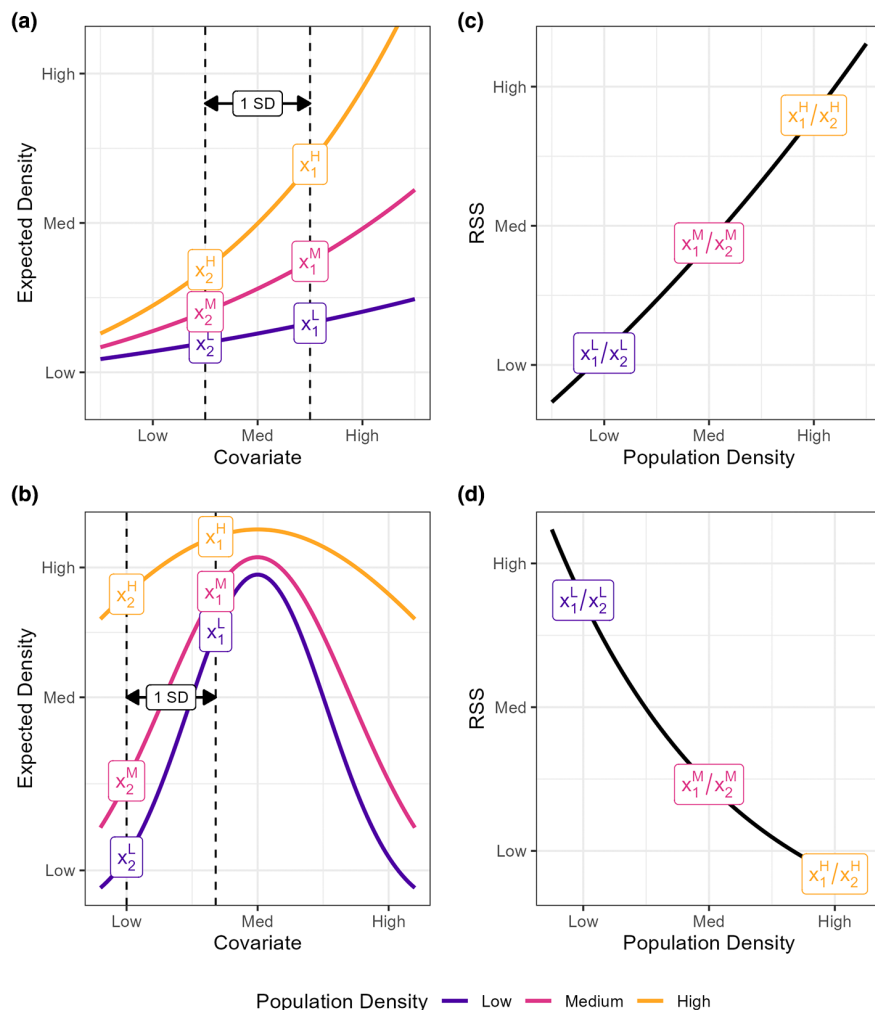 (a)
Expected Density
High
Med
Low
1 SD
x₁ᴴ
x₂ᴴ
x₁ᴹ
x₂ᴹ
x₁ᴸ
x₂ᴸ
Low Med High
Covariate
(c)
RSS
High
Med
Low
x₁ᴴ/x₂ᴴ
x₁ᴹ/x₂ᴹ
x₁ᴸ/x₂ᴸ
Low Med High
Population Density
(b)
Expected Density
High
Med
Low
x₁ᴴ
x₂ᴴ
x₁ᴹ
x₁ᴸ
1 SD
x₂ᴹ
x₂ᴸ
Low Med High
Covariate
(d)
RSS
High
Med
Low
x₁ᴸ/x₂ᴸ
x₁ᴹ/x₂ᴹ
x₁ᴴ/x₂ᴴ
Low Med High
Population Density
Population Density Low Medium High